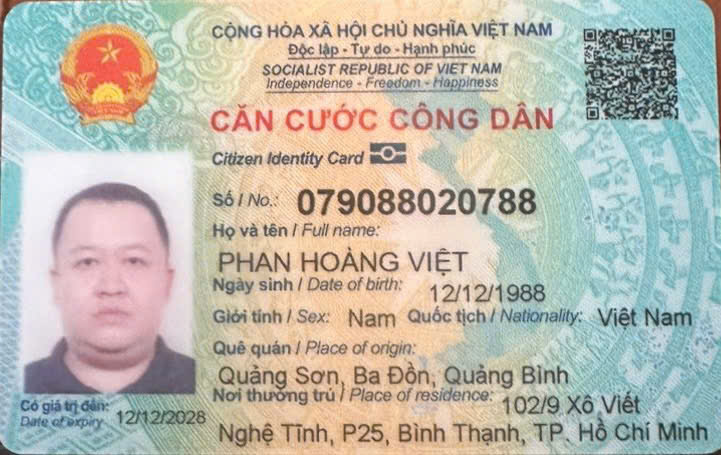 CỘNG HÒA XÃ HỘI CHỦ NGHĨA VIỆT NAM
Độc lập - Tự do - Hạnh phúc
SOCIALIST REPUBLIC OF VIET NAM
Independence - Freedom - Happiness
CĂN CƯỚC CÔNG DÂN
Citizen Identity Card
Số / No.: 079088020788
Họ và tên / Full name:
PHAN HOÀNG VIỆT
Ngày sinh / Date of birth: 12/12/1988
Giới tính / Sex: Nam Quốc tịch / Nationality: Việt Nam
Quê quán / Place of origin:
Quảng Sơn, Ba Đồn, Quảng Bình
Nơi thường trú / Place of residence: 102/9 Xô Viết
Nghệ Tĩnh, P25, Bình Thạnh, TP. Hồ Chí Minh
Có giá trị đến: 12/12/2028
Date of expiry